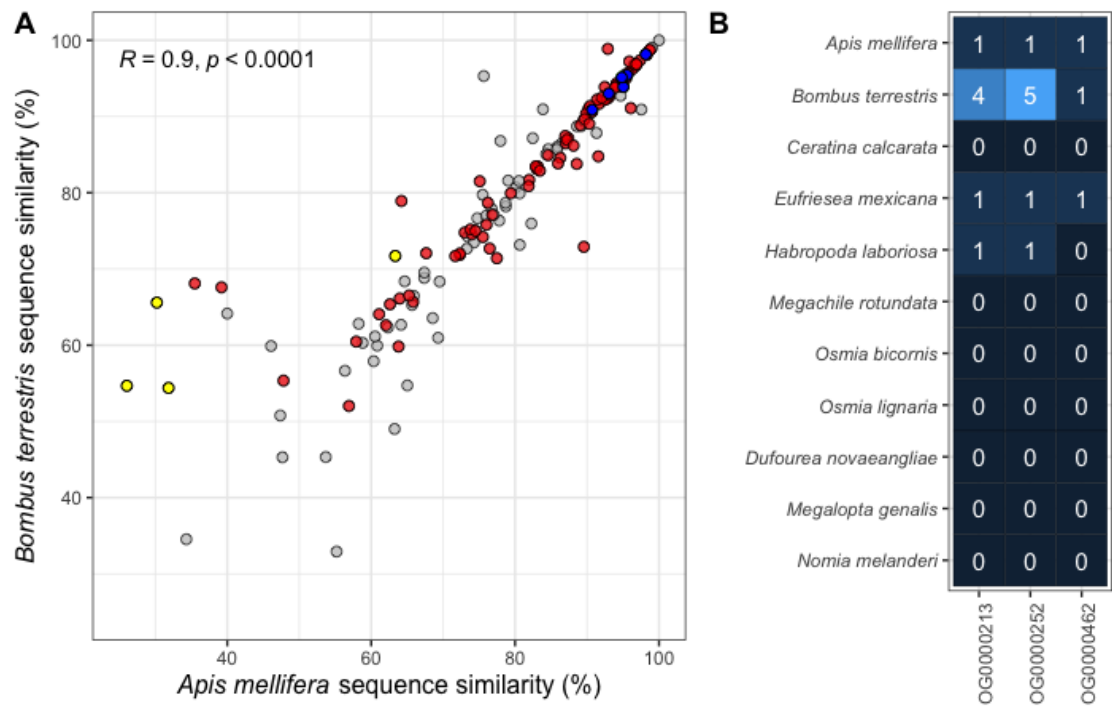 A
R = 0.9, p < 0.0001
Bombus terrestris sequence similarity (%)
100
80
60
40
40 60 80 100
Apis mellifera sequence similarity (%)
B
Apis mellifera 1 1 1
Bombus terrestris 4 5 1
Ceratina calcarata 0 0 0
Eufriesea mexicana 1 1 1
Habropoda laboriosa 1 1 0
Megachile rotundata 0 0 0
Osmia bicornis 0 0 0
Osmia lignaria 0 0 0
Dufourea novaeangliae 0 0 0
Megalopta genalis 0 0 0
Nomia melanderi 0 0 0
OG0000213
OG0000252
OG0000462